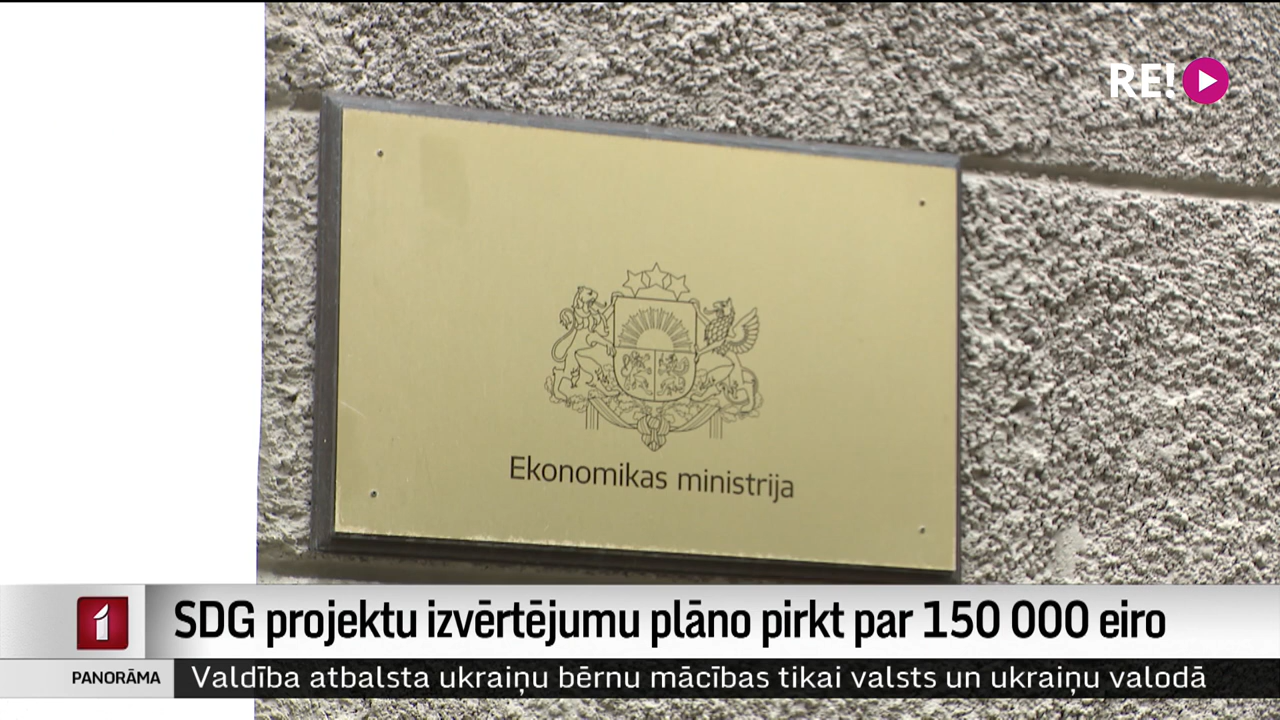 RE!
Ekonomikas ministrija
1
SDG projektu izvērtējumu plāno pirkt par 150 000 eiro
PANORĀMA
Valdība atbalsta ukraiņu bērnu mācības tikai valsts un ukraiņu valodā